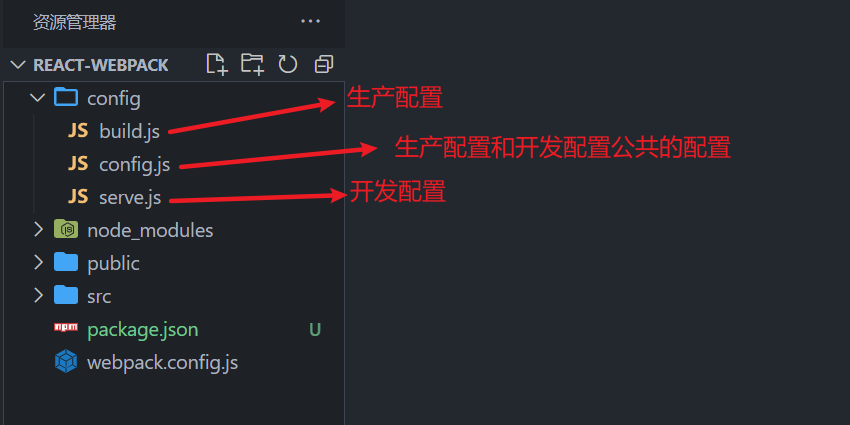 资源管理器 ···
REACT-WEBPACK
config 生产配置
JS build.js
JS config.js 生产配置和开发配置公共的配置
JS serve.js 开发配置
node_modules
public
src
npm package.json U
webpack.config.js